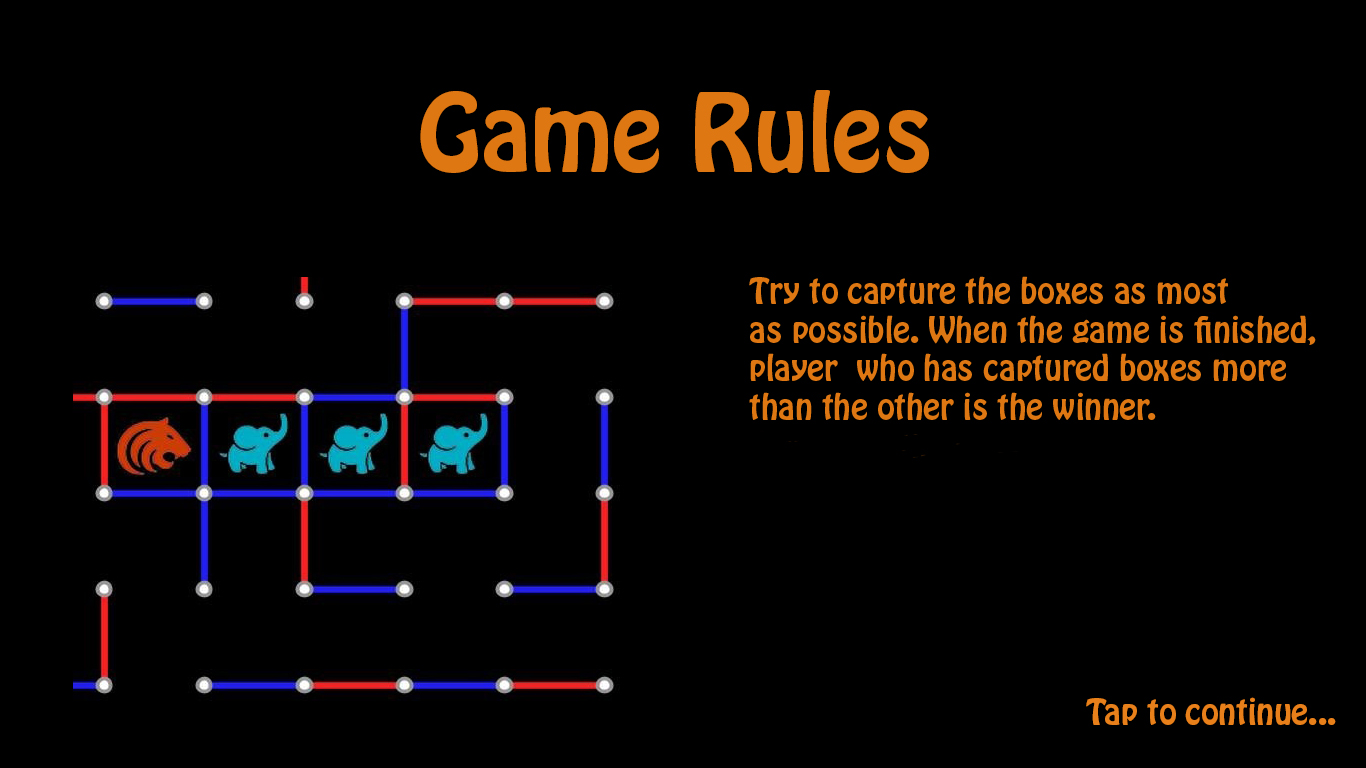 Game Rules
Try to capture the boxes as most
as possible. When the game is finished,
player  who has captured boxes more
than the other is the winner.
Tap to continue...